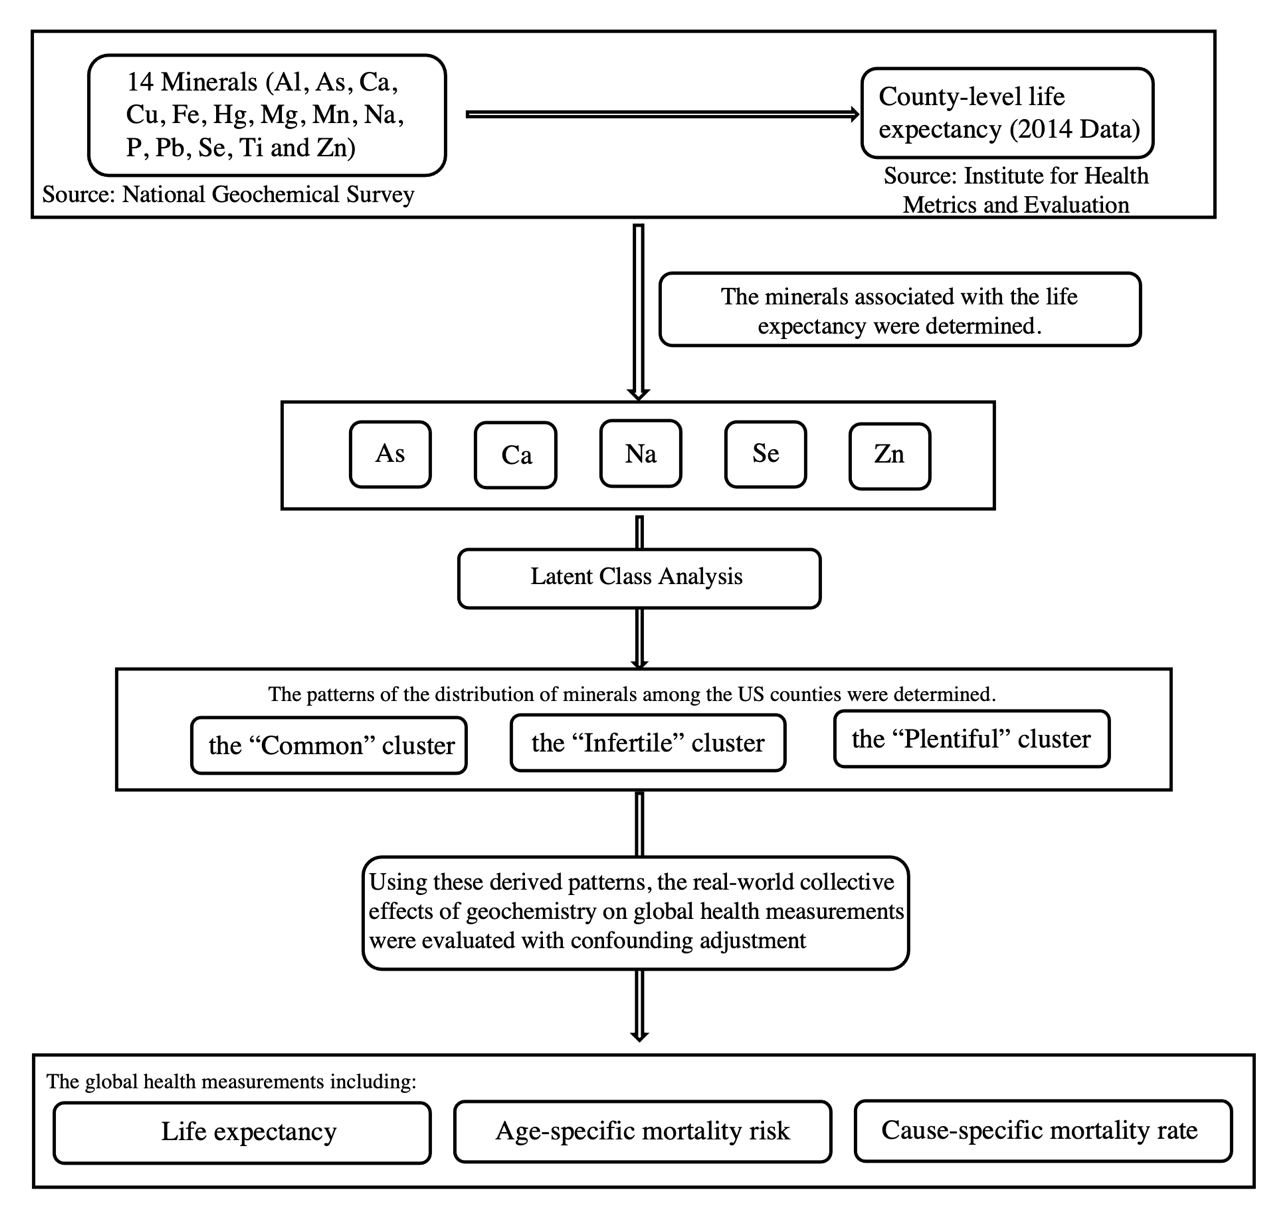 14 Minerals (Al, As, Ca,
Cu, Fe, Hg, Mg, Mn, Na,
P, Pb, Se, Ti and Zn)
Source: National Geochemical Survey
County-level life
expectancy (2014 Data)
Source: Institute for Health
Metrics and Evaluation
The minerals associated with the life
expectancy were determined.
As
Ca
Na
Se
Zn
Latent Class Analysis
The patterns of the distribution of minerals among the US counties were determined.
the “Common” cluster
the “Infertile” cluster
the “Plentiful” cluster
Using these derived patterns, the real-world collective
effects of geochemistry on global health measurements
were evaluated with confounding adjustment
The global health measurements including:
Life expectancy
Age-specific mortality risk
Cause-specific mortality rate